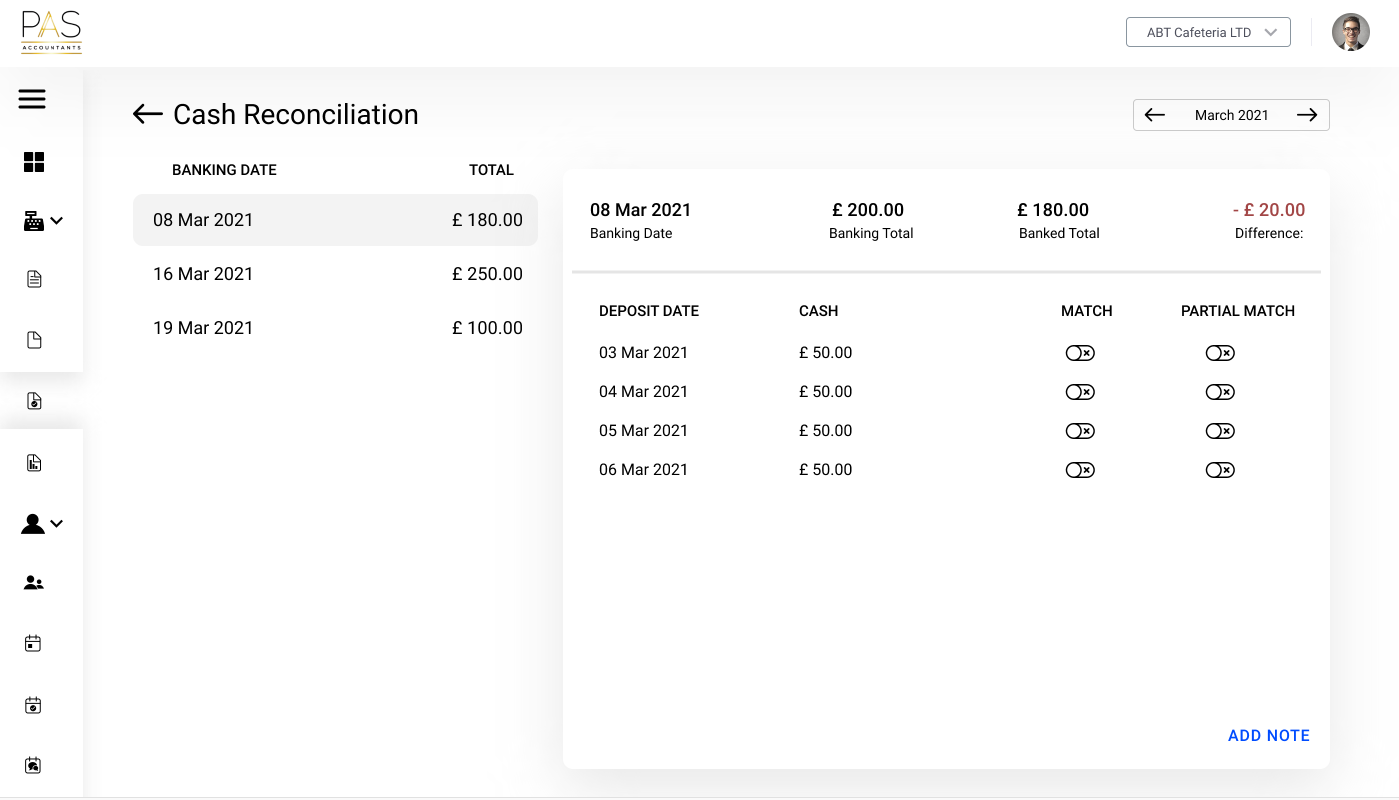 PAS
ACCOUNTANTS
ABT Cafeteria LTD
Cash Reconciliation
March 2021
BANKING DATE TOTAL
08 Mar 2021 £ 180.00
16 Mar 2021 £ 250.00
19 Mar 2021 £ 100.00
08 Mar 2021 £ 200.00 £ 180.00 - £ 20.00
Banking Date Banking Total Banked Total Difference:
DEPOSIT DATE CASH MATCH PARTIAL MATCH
03 Mar 2021 £ 50.00
04 Mar 2021 £ 50.00
05 Mar 2021 £ 50.00
06 Mar 2021 £ 50.00
ADD NOTE